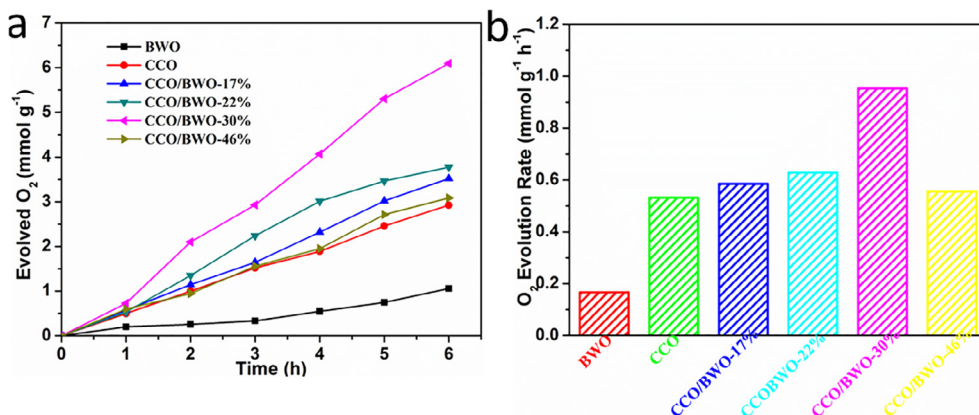 a
7
6
5
4
3
2
1
0
Evolved O2 (mmol g-1)
BWO
CCO
CCO/BWO-17%
CCO/BWO-22%
CCO/BWO-30%
CCO/BWO-46%
0 1 2 3 4 5 6
Time (h)
b
1.2
1.0
0.8
0.6
0.4
0.2
0.0
O2 Evolution Rate (mmol g-1 h-1)
BWO
CCO
CCO/BWO-17%
CCOBWO-22%
CCO/BWO-30%
CCO/BWO-46%